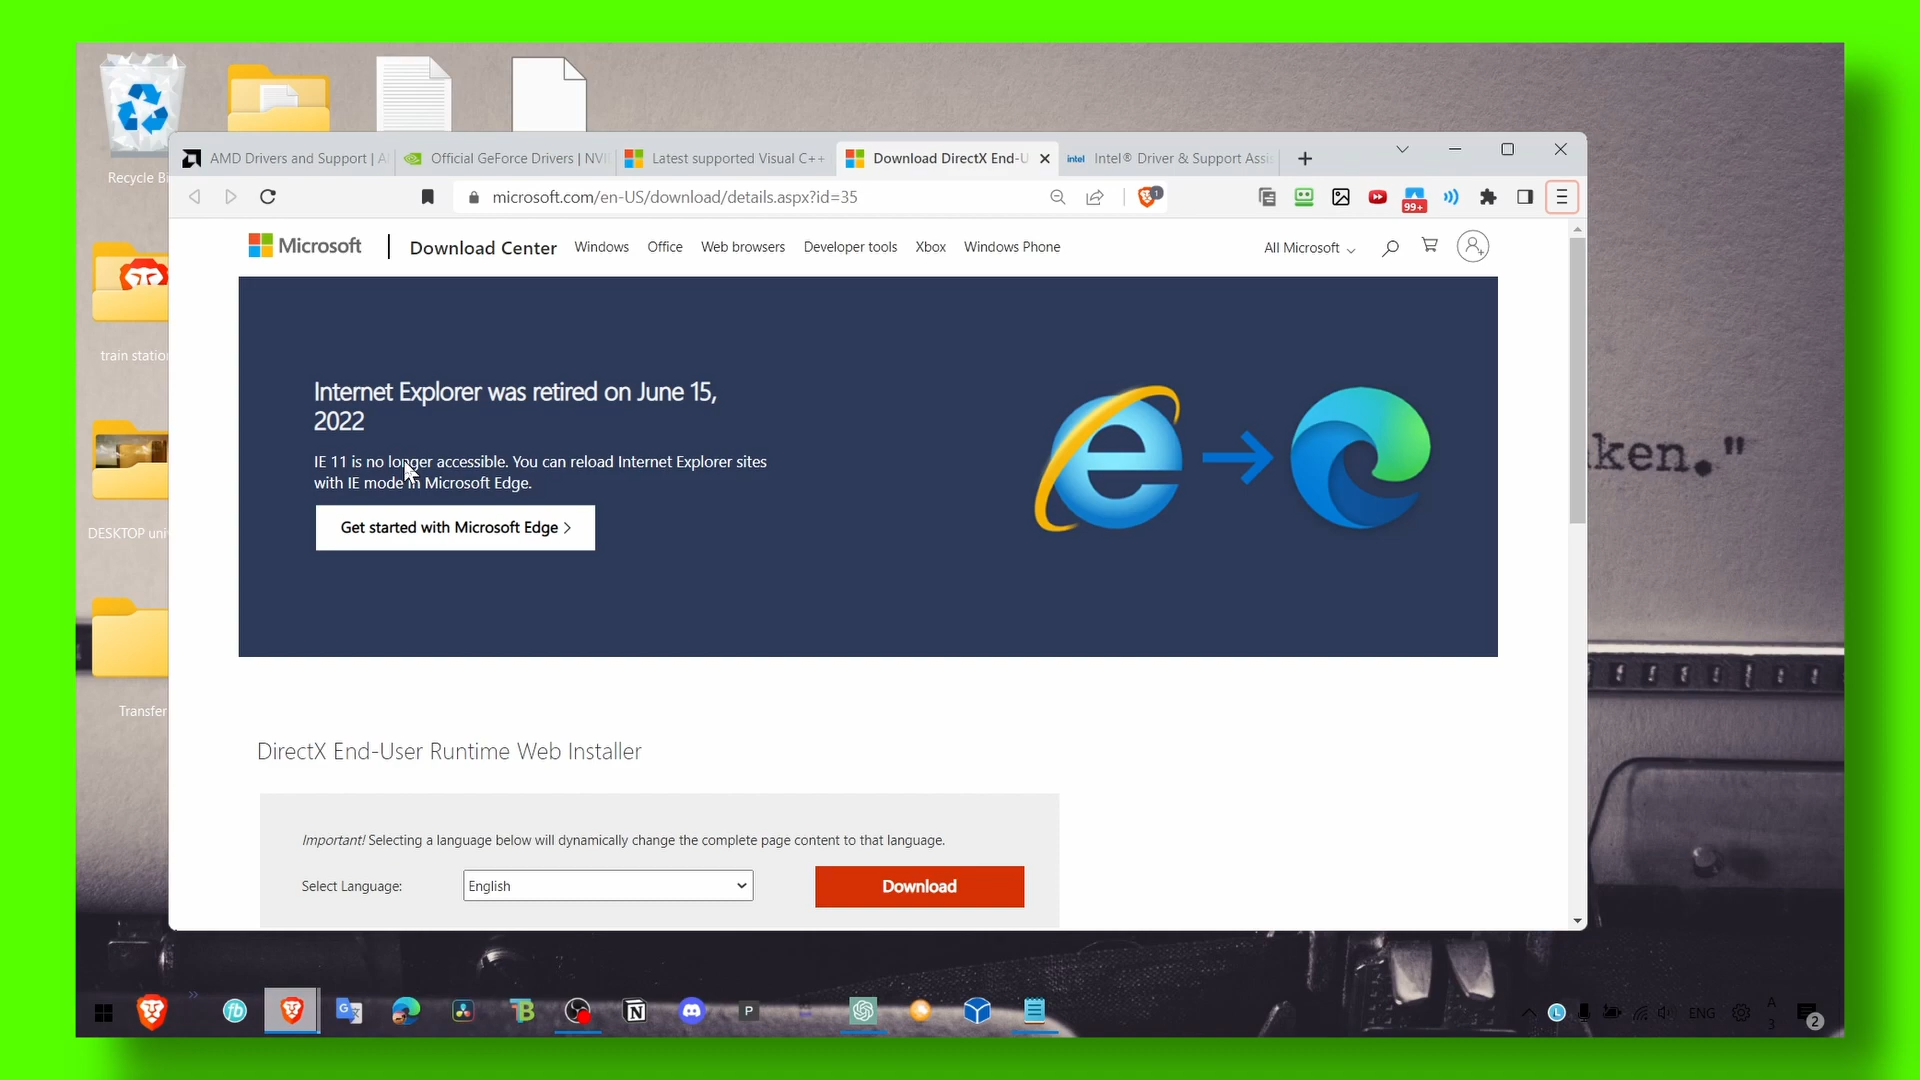 Recycle Bi
train station
DESKTOP uni
Transfer
ken."
AMD Drivers and Support | A
Official GeForce Drivers | NVI
Latest supported Visual C++
Download DirectX End-U
intel
Intel® Driver & Support Assis
microsoft.com/en-US/download/details.aspx?id=35
1
99+
Microsoft
Download Center
Windows
Office
Web browsers
Developer tools
Xbox
Windows Phone
All Microsoft
Internet Explorer was retired on June 15,
2022
IE 11 is no longer accessible. You can reload Internet Explorer sites
with IE mode in Microsoft Edge.
Get started with Microsoft Edge >
DirectX End-User Runtime Web Installer
Important! Selecting a language below will dynamically change the complete page content to that language.
Select Language:
English
Download
fb
N
P
L
ENG
A
3
2